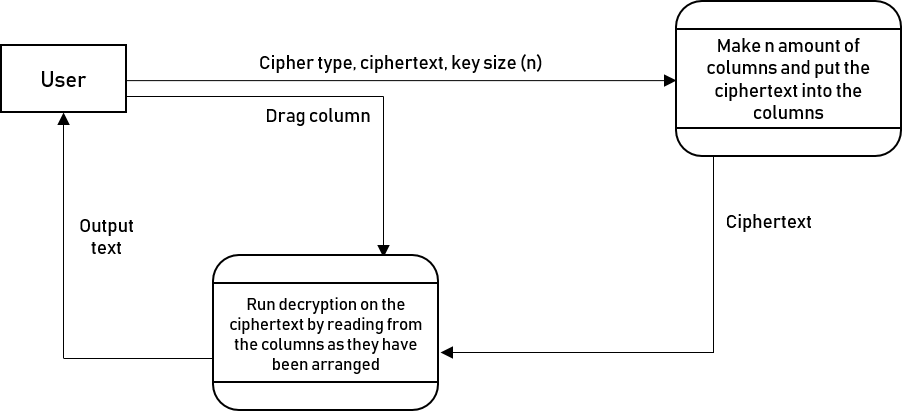 User
Cipher type, ciphertext, key size (n)
Make n amount of
columns and put the
ciphertext into the
columns
Drag column
Ciphertext
Output
text
Run decryption on the
ciphertext by reading from
the columns as they have
been arranged